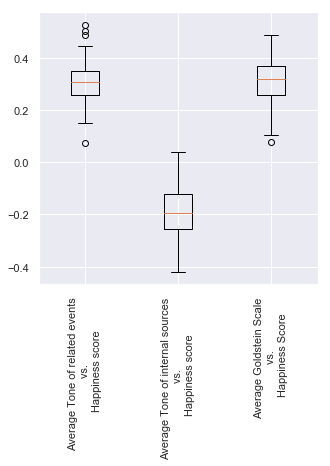 0.4
0.2
0.0
−0.2
−0.4
Average Tone of related events
vs.
Happiness score
Average Tone of internal sources
vs.
Happiness score
Average Goldstein Scale
vs.
Happiness Score